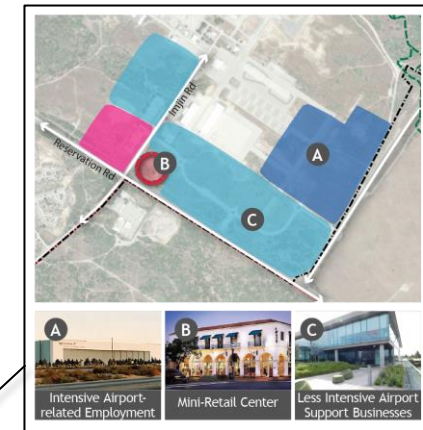 Imjin Rd
Reservation Rd
A
B
C
A
Intensive Airport-
related Employment
B
Mini-Retail Center
C
Less Intensive Airport
Support Businesses